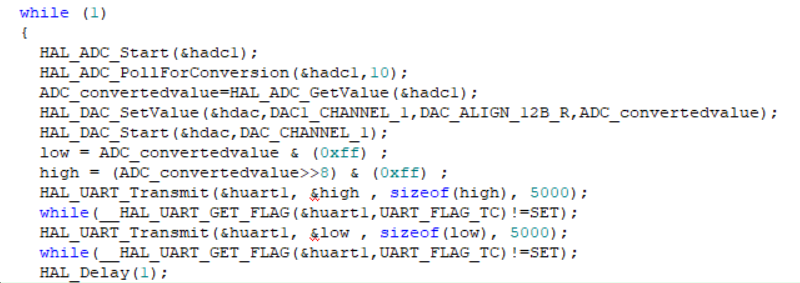 while (1)
{
HAL_ADC_Start(&hadc1);
HAL_ADC_PollForConversion(&hadc1,10);
ADC_convertedvalue=HAL_ADC_GetValue(&hadc1);
HAL_DAC_SetValue(&hdac,DAC1_CHANNEL_1,DAC_ALIGN_12B_R,ADC_convertedvalue);
HAL_DAC_Start(&hdac,DAC_CHANNEL_1);
low = ADC_convertedvalue & (0xff) ;
high = (ADC_convertedvalue>>8) & (0xff) ;
HAL_UART_Transmit(&huart1, &high , sizeof(high), 5000);
while(__HAL_UART_GET_FLAG(&huart1,UART_FLAG_TC)!=SET);
HAL_UART_Transmit(&huart1, &low , sizeof(low), 5000);
while(__HAL_UART_GET_FLAG(&huart1,UART_FLAG_TC)!=SET);
HAL_Delay(1);